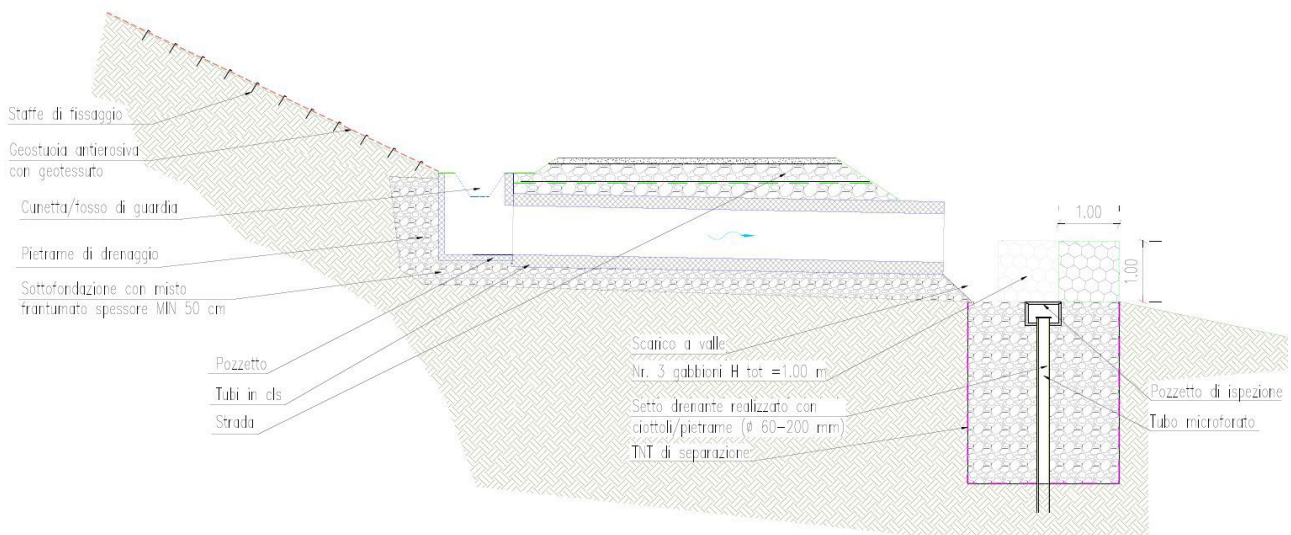 Staffe di fissaggio
Geostuoia antierosiva
con geotessuto
Cunetta/fosso di guardia
Pietrame di drenaggio
Sottofondazione con misto
frantumato spessore MIN 50 cm
Pozzetto
Tubi in cls
Strada
Scarico a valle
Nr. 3 gabbioni H tot =1.00 m
Setto drenante realizzato con
ciottoli/pietrame (φ 60-200 mm)
TNT di separazione
1.00
1.00
Pozzetto di ispezione
Tubo microforato